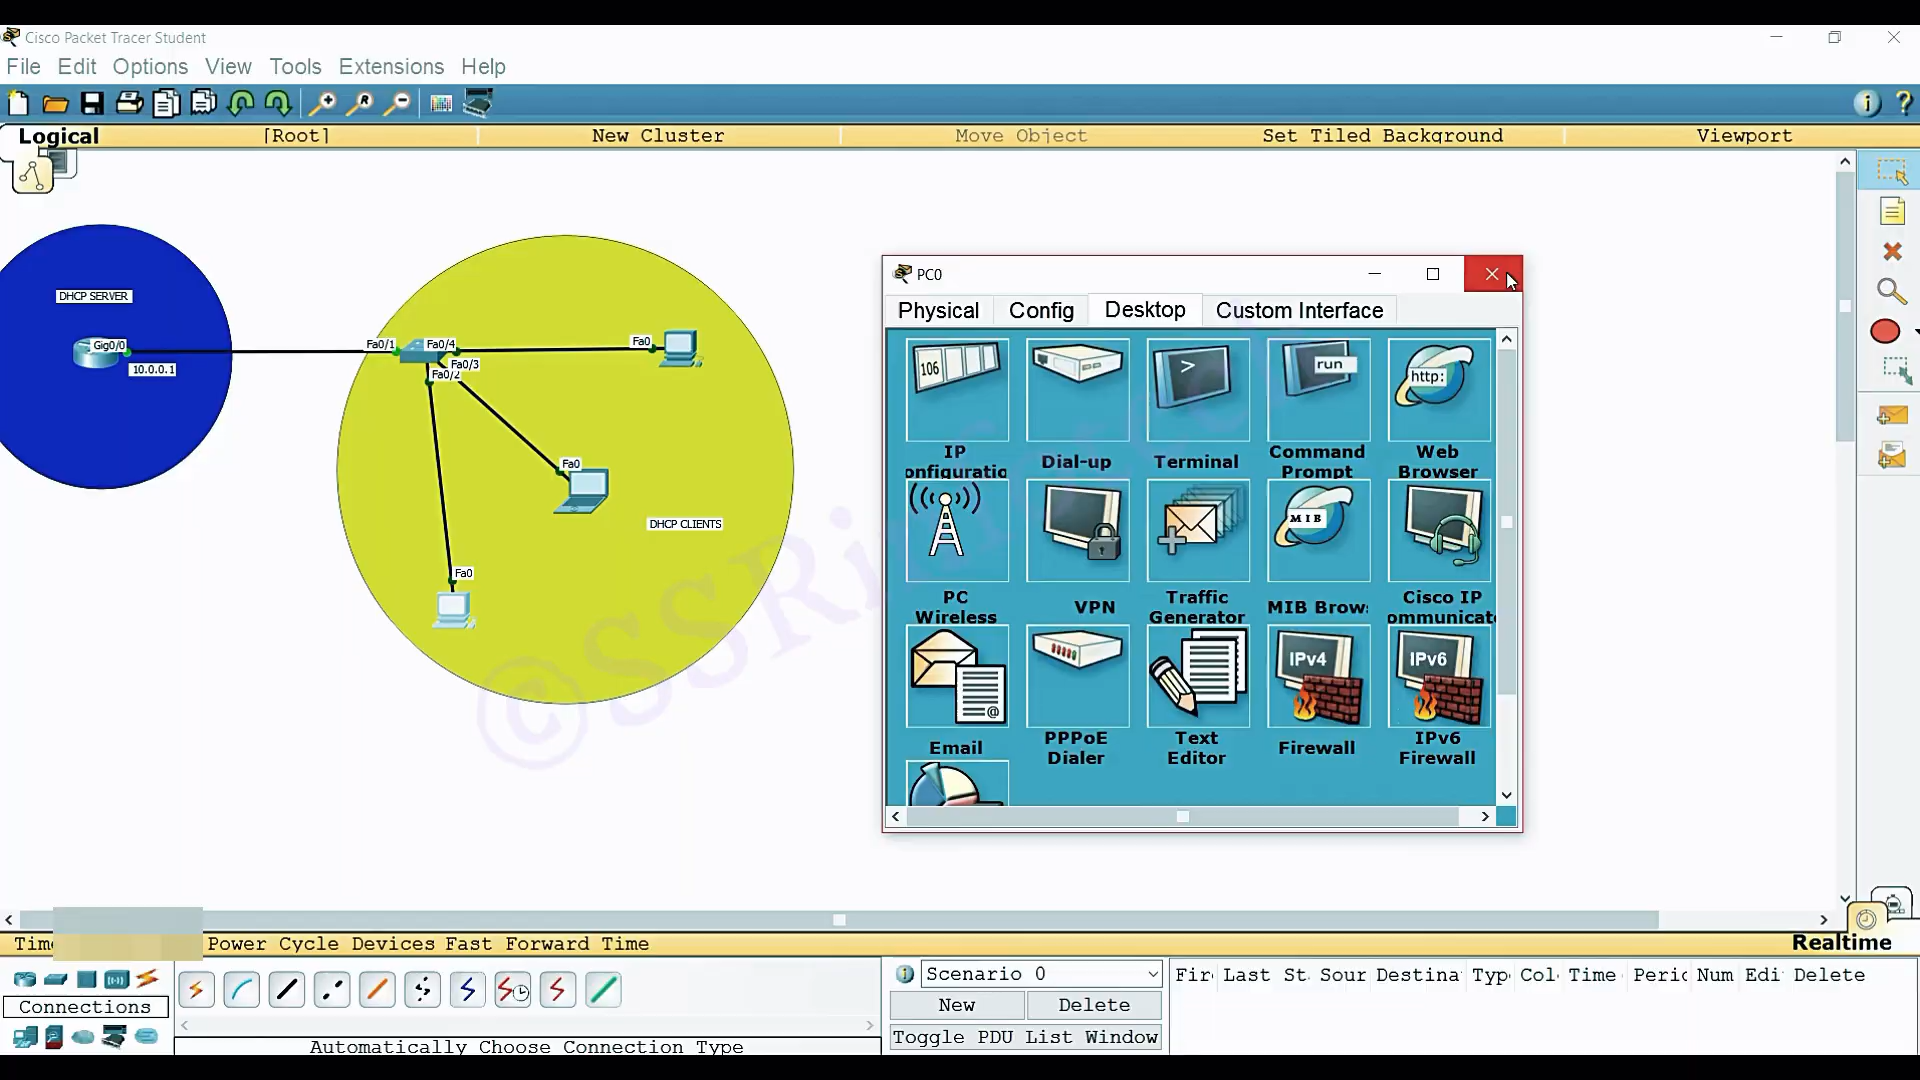 Cisco Packet Tracer Student
File Edit Options View Tools Extensions Help
Logical [Root] New Cluster Move Object Set Tiled Background Viewport
DHCP SERVER
Gig0/0
10.0.0.1
Fa0/1
Fa0/4
Fa0/3
Fa0/2
Fa0
Fa0
Fa0
DHCP CLIENTS
PC0
Physical Config Desktop Custom Interface
106
>
run
http:
IP
onfiguratio
Dial-up
Terminal
Command
Prompt
Web
Browser
MIB
PC
Wireless
VPN
Traffic
Generator
MIB Brow
Cisco IP
ommunicat
@
IPv4
IPv6
Email
PPPoE
Dialer
Text
Editor
Firewall
IPv6
Firewall
Time Power Cycle Devices Fast Forward Time
Realtime
Connections
Automatically Choose Connection Type
Scenario 0
New Delete
Toggle PDU List Window
Fir Last St Sour Destina Typ Col Time Peri Num Edi Delete